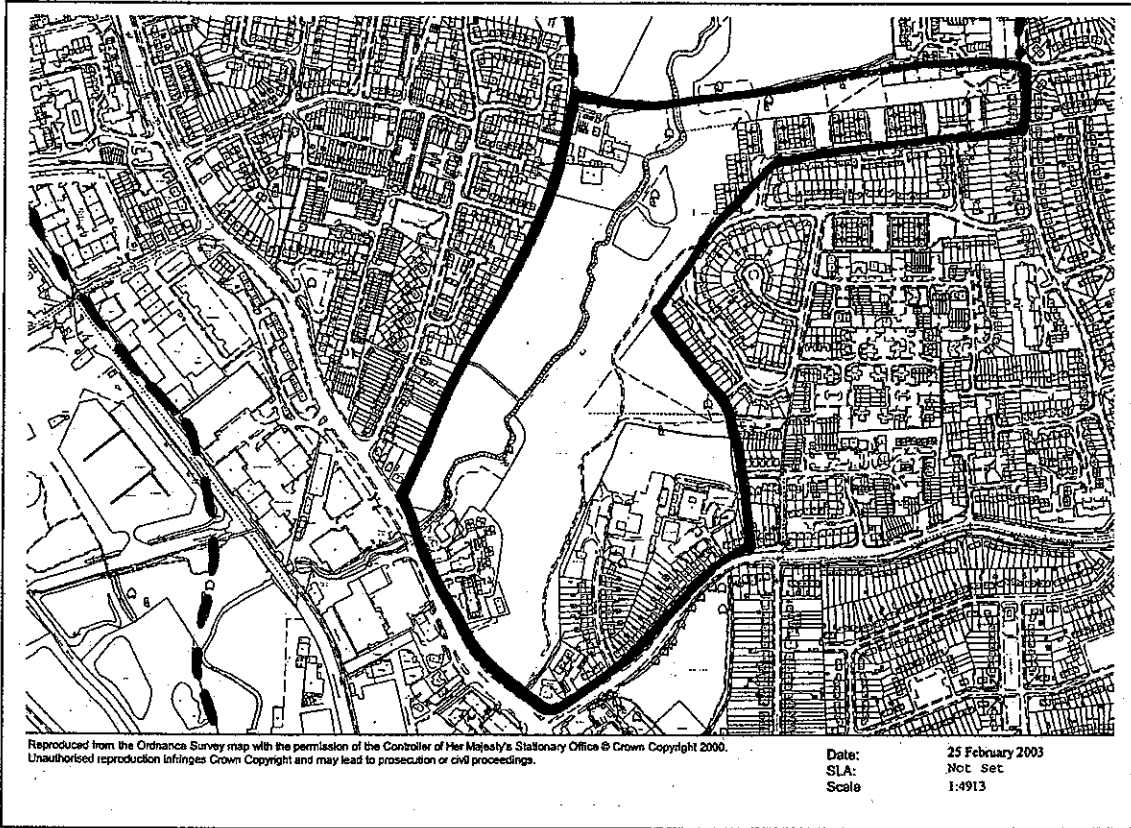 Reproduced from the Ordnance Survey map with the permission of the Controller of Her Majesty's Stationary Office © Crown Copyright 2000.
Unauthorised reproduction infringes Crown Copyright and may lead to prosecution or civil proceedings.
Date: 25 February 2003
SLA: Not Set
Scale 1:4913